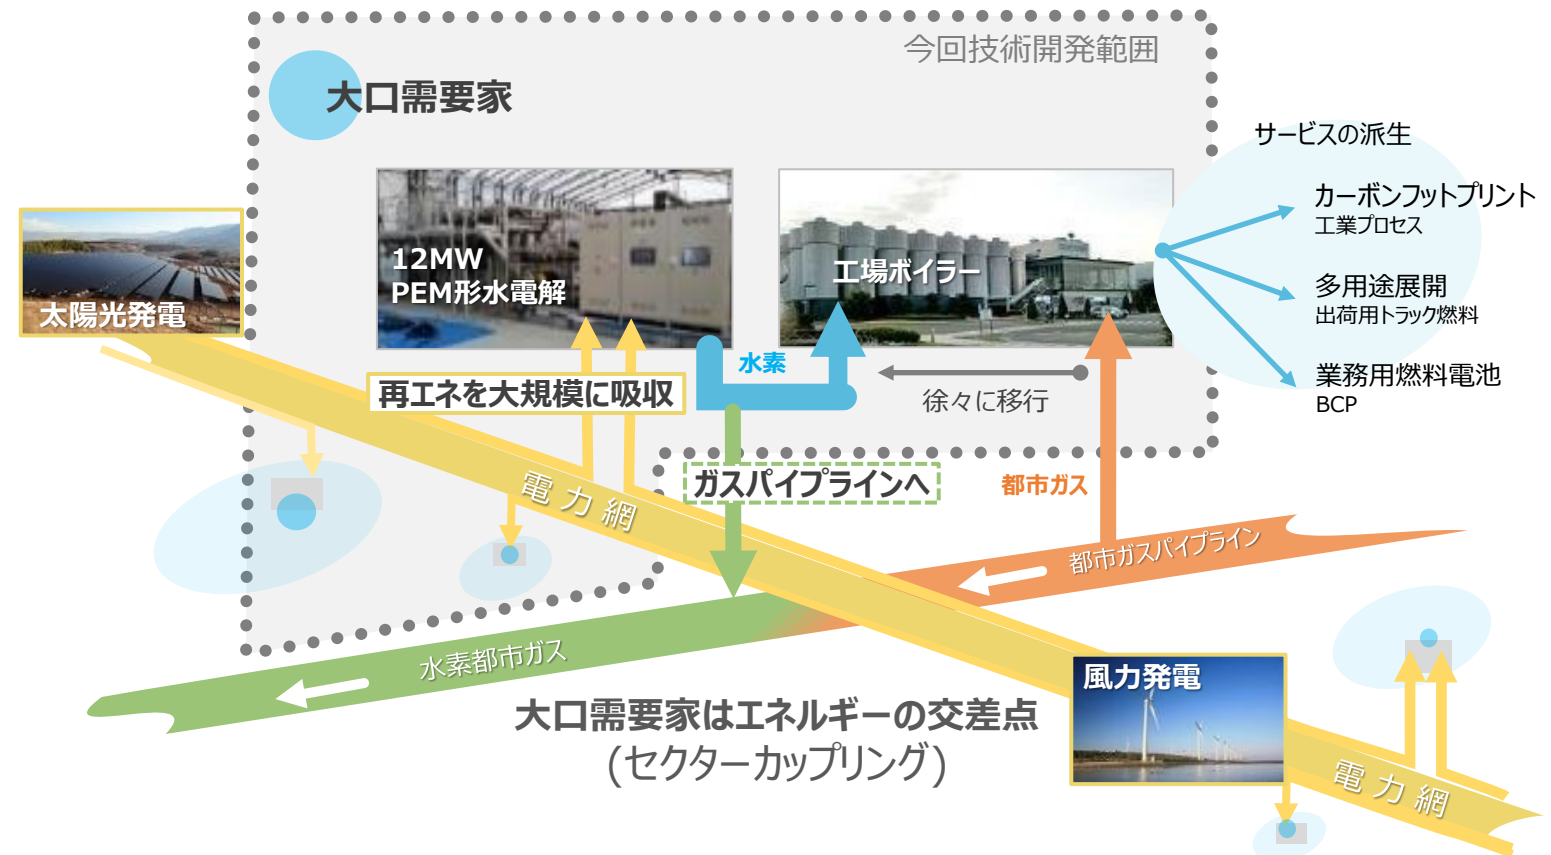 今回技術開発範囲
大口需要家
サービスの派生
カーボンフットプリント
工業プロセス
12MW
PEM形水電解
工場ボイラー
多用途展開
出荷用トラック燃料
太陽光発電
水素
業務用燃料電池
BCP
再エネを大規模に吸収
徐々に移行
ガスパイプラインへ
都市ガス
電力網
都市ガスパイプライン
水素都市ガス
風力発電
大口需要家はエネルギーの交差点
(セクターカップリング)
電力網